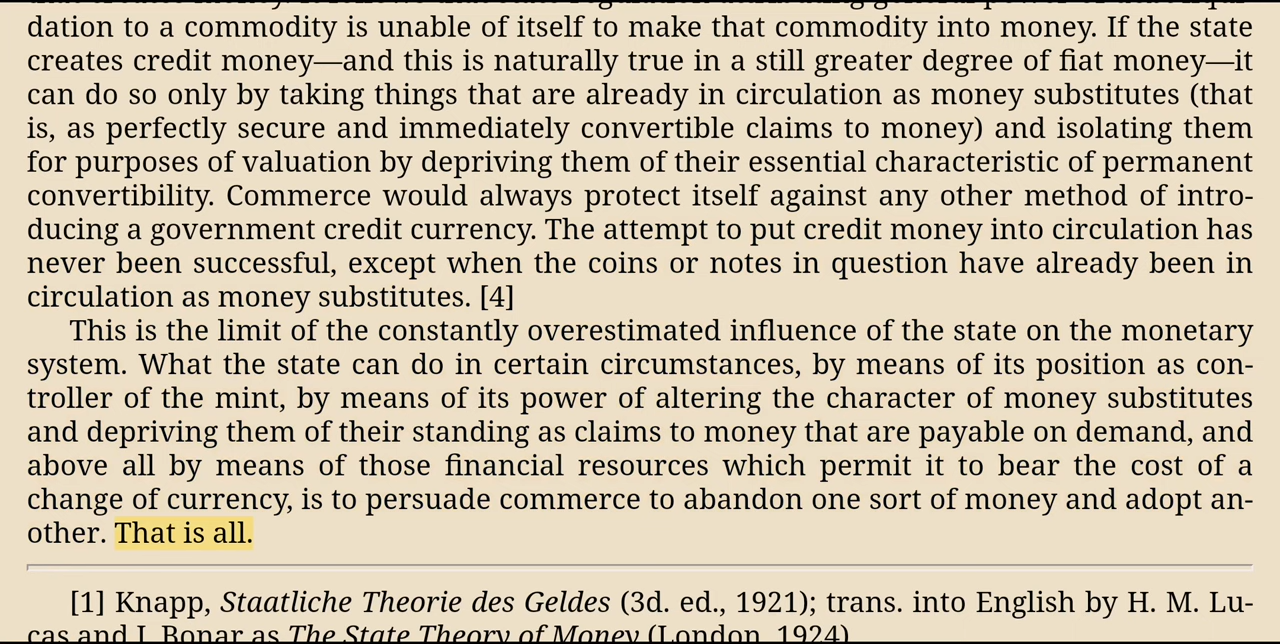 dation to a commodity is unable of itself to make that commodity into money. If the state
creates credit money—and this is naturally true in a still greater degree of fiat money—it
can do so only by taking things that are already in circulation as money substitutes (that
is, as perfectly secure and immediately convertible claims to money) and isolating them
for purposes of valuation by depriving them of their essential characteristic of permanent
convertibility. Commerce would always protect itself against any other method of intro-
ducing a government credit currency. The attempt to put credit money into circulation has
never been successful, except when the coins or notes in question have already been in
circulation as money substitutes. [4]
This is the limit of the constantly overestimated influence of the state on the monetary
system. What the state can do in certain circumstances, by means of its position as con-
troller of the mint, by means of its power of altering the character of money substitutes
and depriving them of their standing as claims to money that are payable on demand, and
above all by means of those financial resources which permit it to bear the cost of a
change of currency, is to persuade commerce to abandon one sort of money and adopt an-
other. That is all.
[1] Knapp, Staatliche Theorie des Geldes (3d. ed., 1921); trans. into English by H. M. Lu-
cas and J. Bonar as The State Theory of Money (London, 1924)